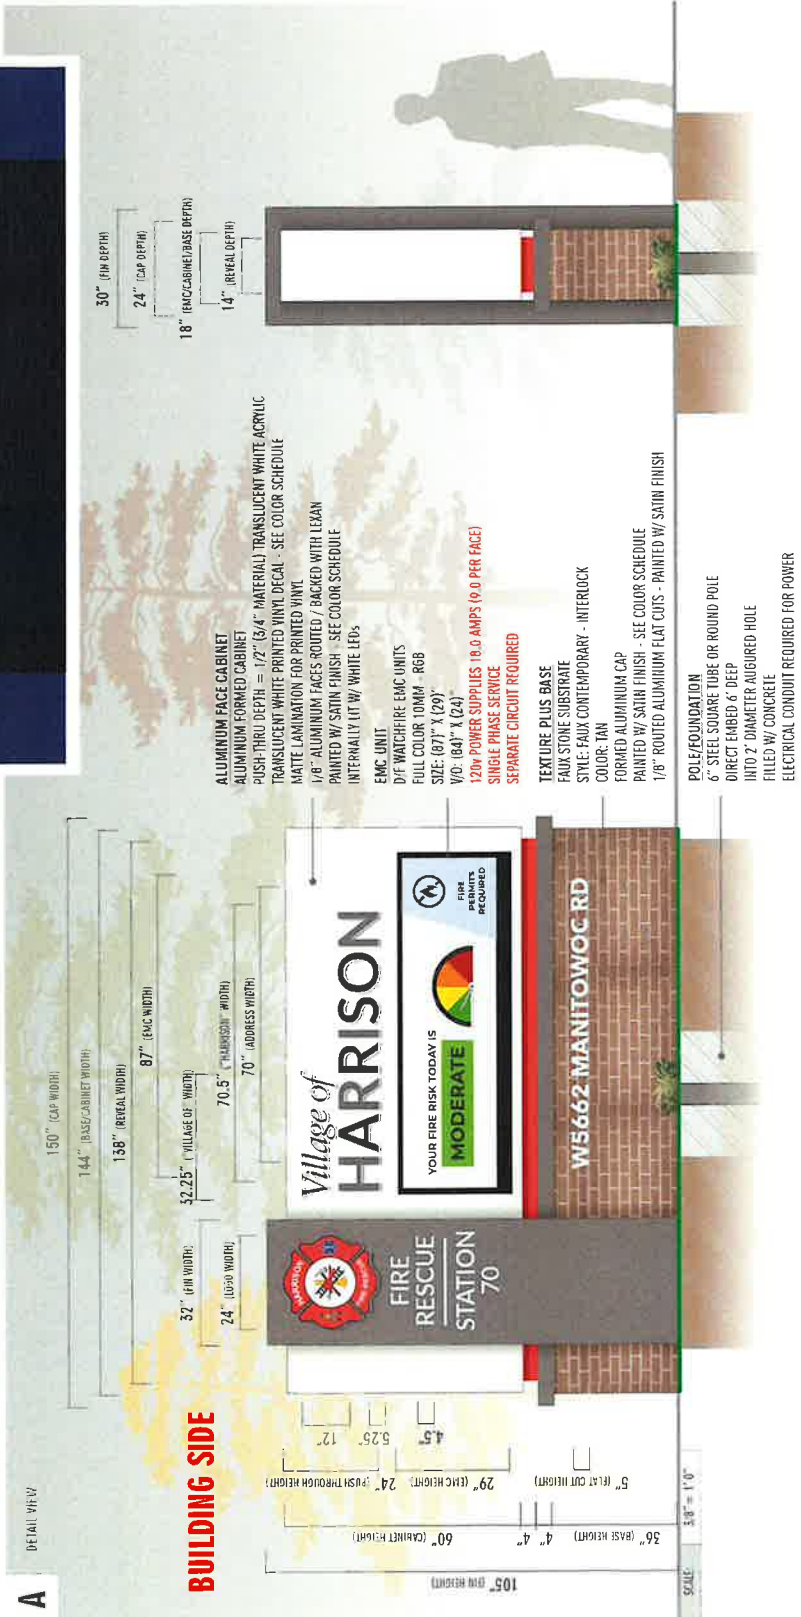 A
DETAIL VIEW
BUILDING SIDE
150" (CAP WIDTH)
144" (BASE/CABINET WIDTH)
138" (REVEAL WIDTH)
87" (EMC WIDTH)
32" (FIN WIDTH)
32.25" ("VILLAGE OF" WIDTH)
24" (LOGO WIDTH)
70.5" ("HARRISON" WIDTH)
70" (ADDRESS WIDTH)
105" (FIN HEIGHT)
60" (CABINET HEIGHT)
4"
4"
36" (BASE HEIGHT)
24" (PUSH THROUGH HEIGHT)
29" (EMC HEIGHT)
5" (FLAT CUT HEIGHT)
12"
5.25"
4.5"
HARRISON
FIRE RESCUE
FIRE
RESCUE
STATION
70
Village of
HARRISON
YOUR FIRE RISK TODAY IS
MODERATE
FIRE
PERMITS
REQUIRED
W5662 MANITOWOC RD
SCALE:
3/8" = 1'0"
ALUMINUM FACE CABINET
ALUMINUM FORMED CABINET
PUSH-THRU DEPTH = 1/2" (3/4" MATERIAL) TRANSLUCENT WHITE ACRYLIC
TRANSLUCENT WHITE PRINTED VINYL DECAL - SEE COLOR SCHEDULE
MATTE LAMINATION FOR PRINTED VINYL
1/8" ALUMINUM FACES ROUTED / BACKED WITH LEXAN
PAINTED W/ SATIN FINISH - SEE COLOR SCHEDULE
INTERNALLY LIT W/ WHITE LEDs
EMC UNIT
D/F WATCHFIRE EMC UNITS
FULL COLOR 10MM - RGB
SIZE: (87)" X (29)"
V/O: (84)" X (24)"
120v POWER SUPPLIES 18.0 AMPS (9.0 PER FACE)
SINGLE PHASE SERVICE
SEPARATE CIRCUIT REQUIRED
TEXTURE PLUS BASE
FAUX STONE SUBSTRATE
STYLE: FAUX CONTEMPORARY - INTERLOCK
COLOR: TAN
FORMED ALUMINUM CAP
PAINTED W/ SATIN FINISH - SEE COLOR SCHEDULE
1/8" ROUTED ALUMINUM FLAT CUTS - PAINTED W/ SATIN FINISH
POLE/FOUNDATION
6" STEEL SQUARE TUBE OR ROUND POLE
DIRECT EMBED 6' DEEP
INTO 2' DIAMETER AUGURED HOLE
FILLED W/ CONCRETE
ELECTRICAL CONDUIT REQUIRED FOR POWER
30" (FIN DEPTH)
24" (CAP DEPTH)
18" (EMC/CABINET/BASE DEPTH)
14" (REVEAL DEPTH)